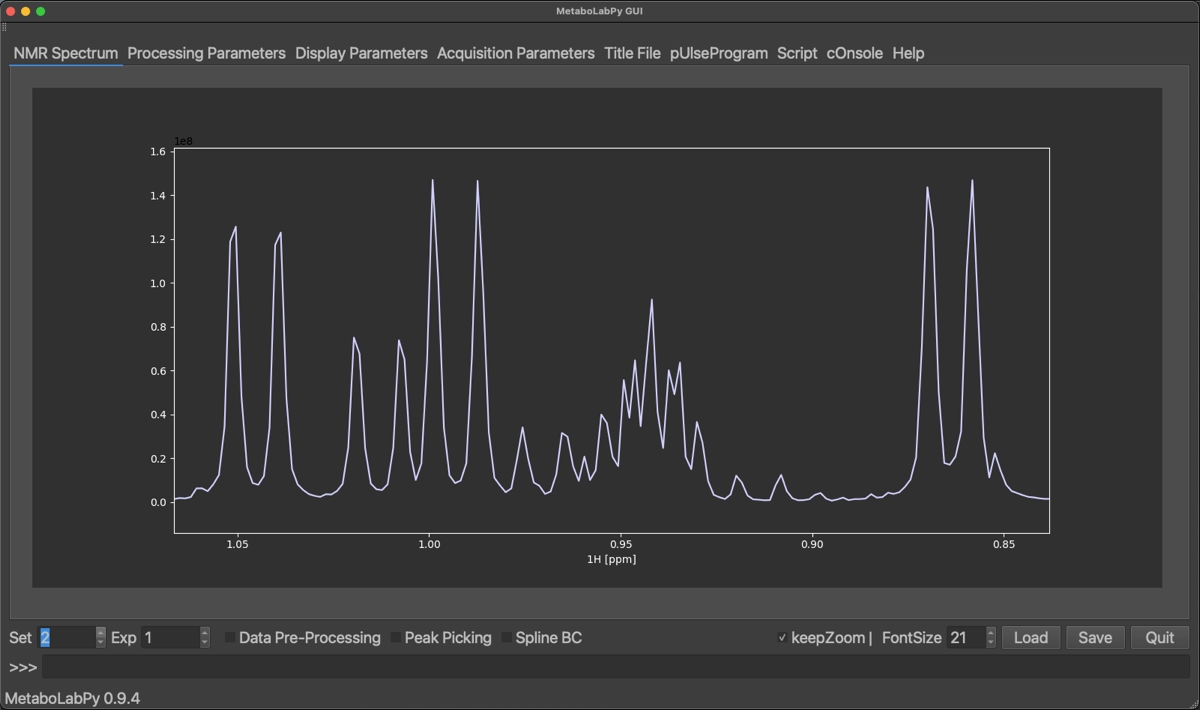 MetaboLabPy GUI
NMR Spectrum Processing Parameters Display Parameters Acquisition Parameters Title File pUlseProgram Script cOnsole Help
1e8
1.6
1.4
1.2
1.0
0.8
0.6
0.4
0.2
0.0
1.05 1.00 0.95 0.90 0.85
1H [ppm]
Set 2 Exp 1 Data Pre-Processing Peak Picking Spline BC keepZoom | FontSize 21 Load Save Quit
>>>
MetaboLabPy 0.9.4